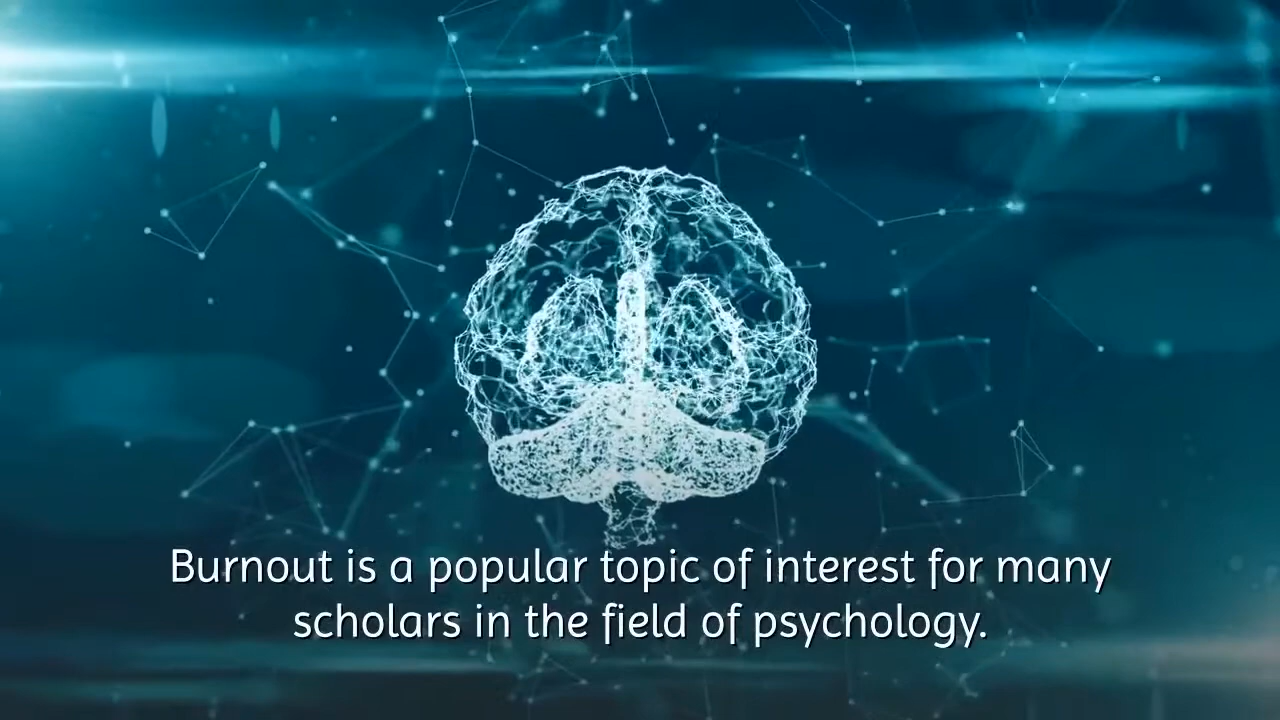 Burnout is a popular topic of interest for many
scholars in the field of psychology.